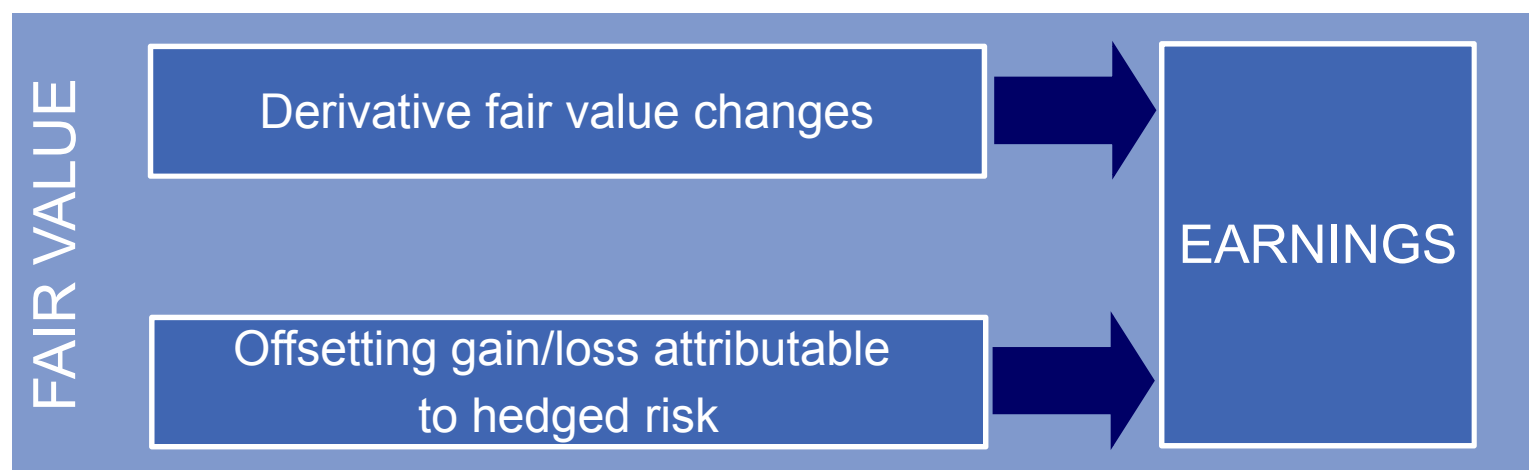 FAIR VALUE
Derivative fair value changes
Offsetting gain/loss attributable
to hedged risk
EARNINGS